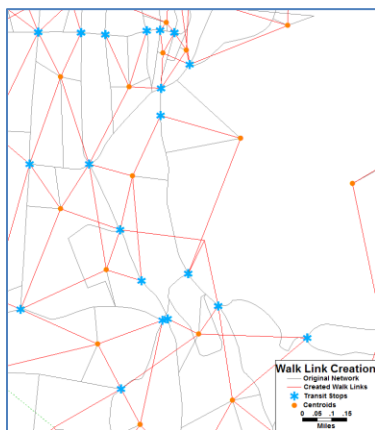 Walk Link Creation
Original Network
Created Walk Links
Transit Stops
Centroids
0 .05 .1 .15
Miles